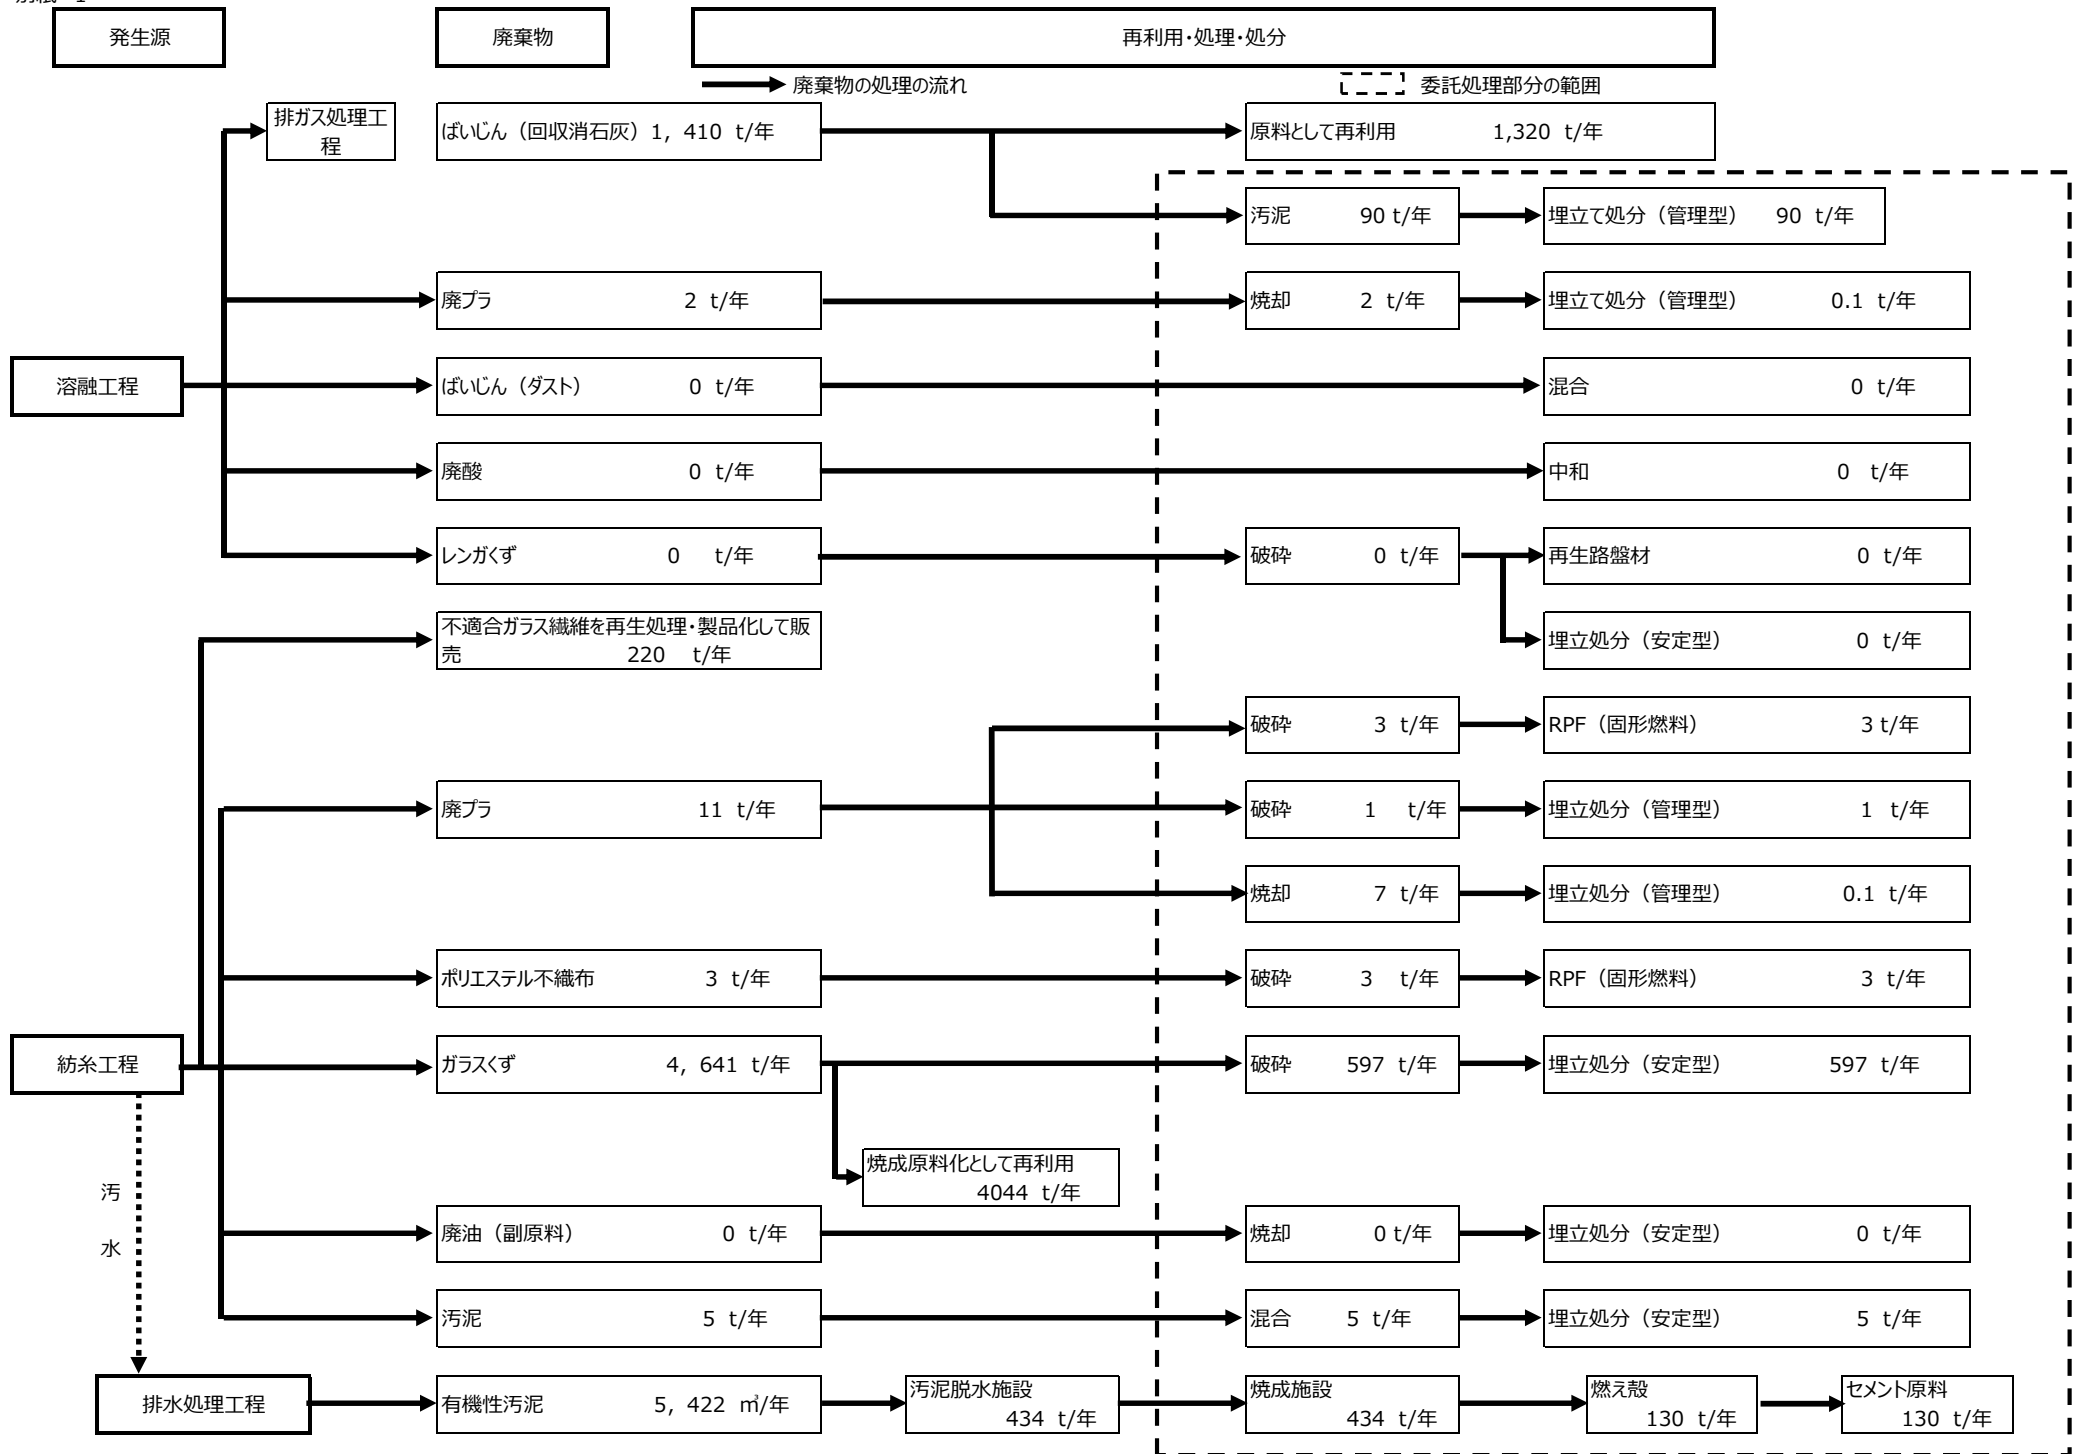 別紙 1
発生源
廃棄物
再利用・処理・処分
廃棄物の処理の流れ
委託処理部分の範囲
排ガス処理工
程
ばいじん（回収消石灰）1, 410 t/年
原料として再利用 1,320 t/年
汚泥 90 t/年
埋立て処分（管理型） 90 t/年
廃プラ 2 t/年
焼却 2 t/年
埋立て処分（管理型） 0.1 t/年
溶融工程
ばいじん（ダスト） 0 t/年
混合 0 t/年
廃酸 0 t/年
中和 0 t/年
レンガくず 0 t/年
破砕 0 t/年
再生路盤材 0 t/年
埋立処分（安定型） 0 t/年
不適合ガラス繊維を再生処理・製品化して販
売 220 t/年
破砕 3 t/年
RPF（固形燃料） 3 t/年
廃プラ 11 t/年
破砕 1 t/年
埋立処分（管理型） 1 t/年
焼却 7 t/年
埋立処分（管理型） 0.1 t/年
ポリエステル不織布 3 t/年
破砕 3 t/年
RPF（固形燃料） 3 t/年
紡糸工程
ガラスくず 4, 641 t/年
破砕 597 t/年
埋立処分（安定型） 597 t/年
焼成原料化として再利用
4044 t/年
汚
水
廃油（副原料） 0 t/年
焼却 0 t/年
埋立処分（安定型） 0 t/年
汚泥 5 t/年
混合 5 t/年
埋立処分（安定型） 5 t/年
排水処理工程
有機性汚泥 5, 422 ㎥/年
汚泥脱水施設
434 t/年
焼成施設
434 t/年
燃え殻
130 t/年
セメント原料
130 t/年